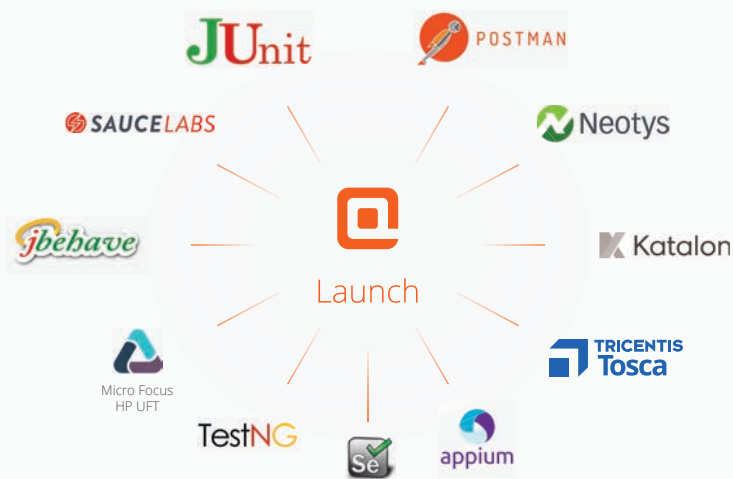 JUnit
POSTMAN
SAUCELABS
Neotys
jbehave
Katalon
Launch
TRICENTIS
Tosca
Micro Focus
HP UFT
TestNG
Se
appium